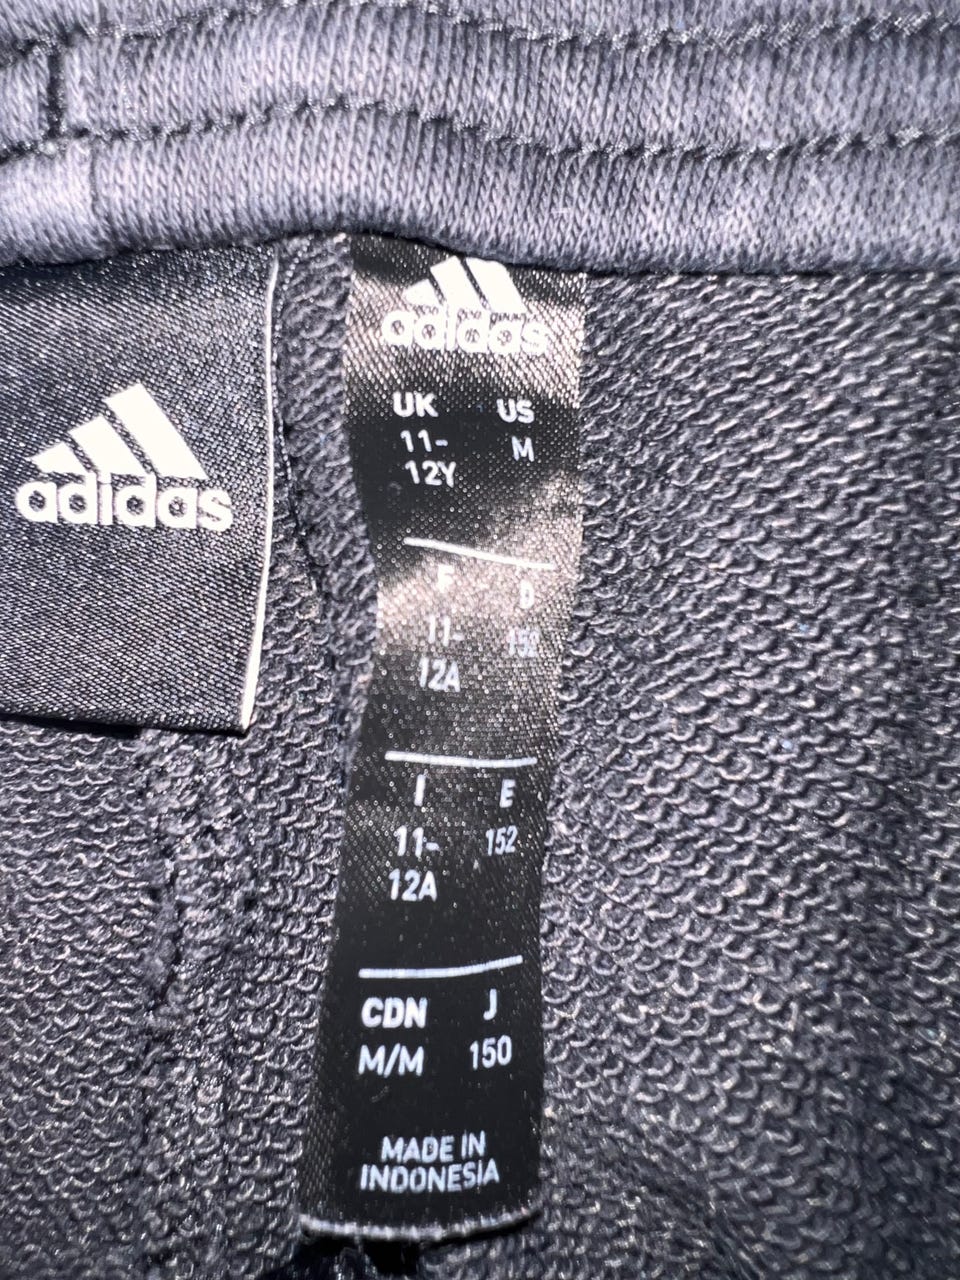 adidas
adidas
UK US
11- M
12Y
F D
11- 152
12A
I E
11- 152
12A
CDN J
M/M 150
MADE IN
INDONESIA